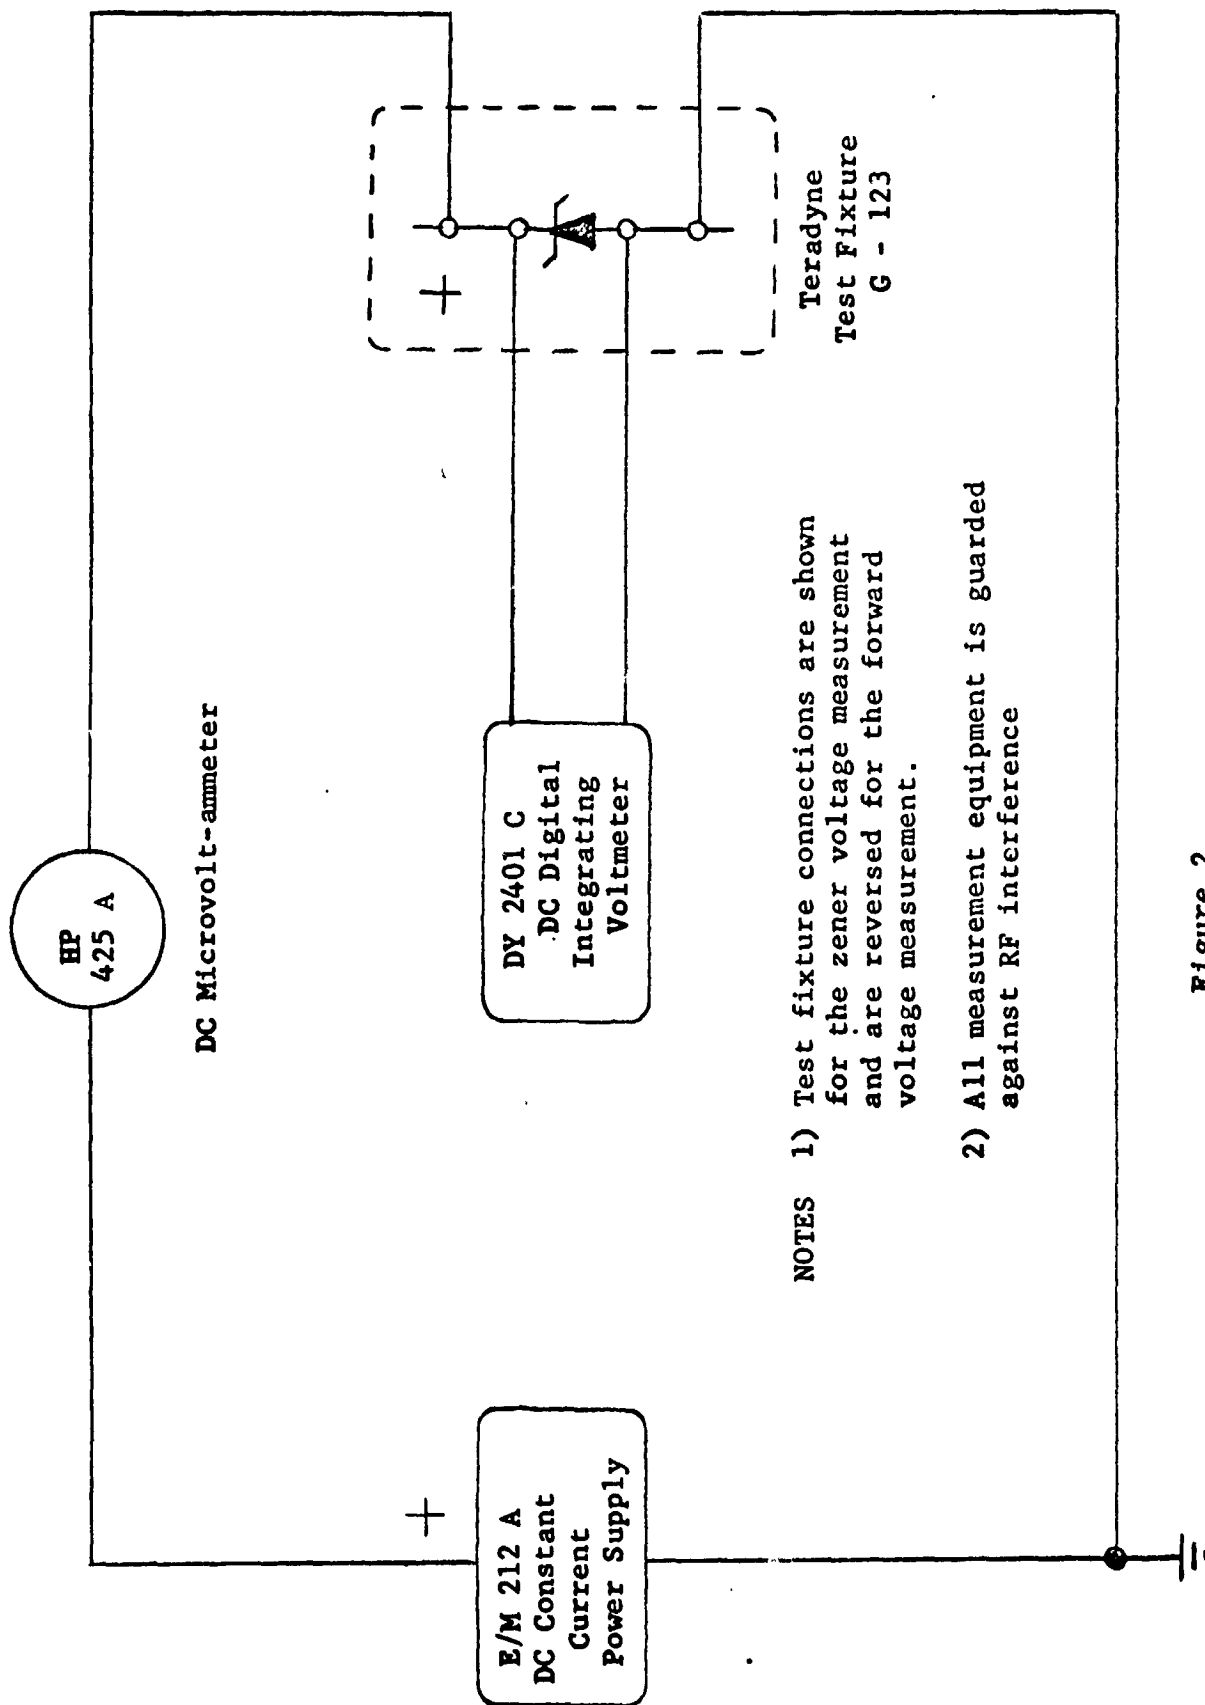 HP
425 A
DC Microvolt-ammeter
+
E/M 212 A
DC Constant
Current
Power Supply
DY 2401 C
DC Digital
Integrating
Voltmeter
+
Teradyne
Test Fixture
G - 123
NOTES 1) Test fixture connections are shown
for the zener voltage measurement
and are reversed for the forward
voltage measurement.
2) All measurement equipment is guarded
against RF interference
Figure 2